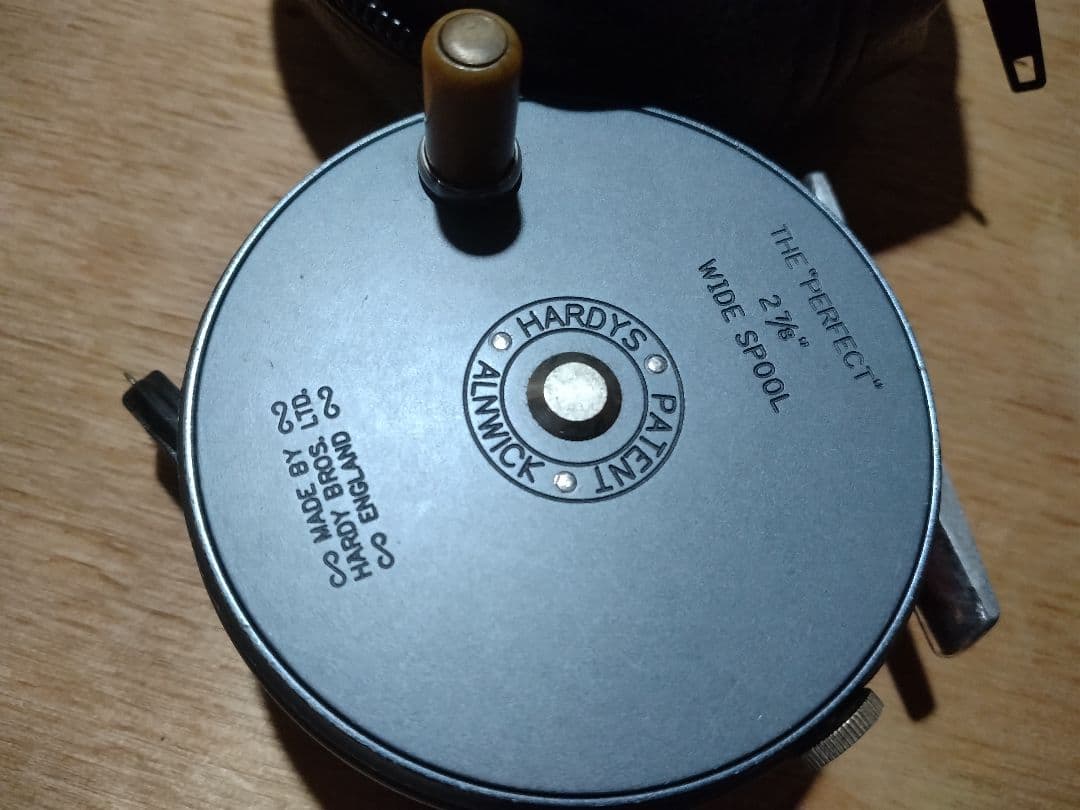 HARDYS
PATENT
ALNWICK
THE "PERFECT"
2 7/8"
WIDE SPOOL
MADE BY
HARDY BROS. LTD.
ENGLAND